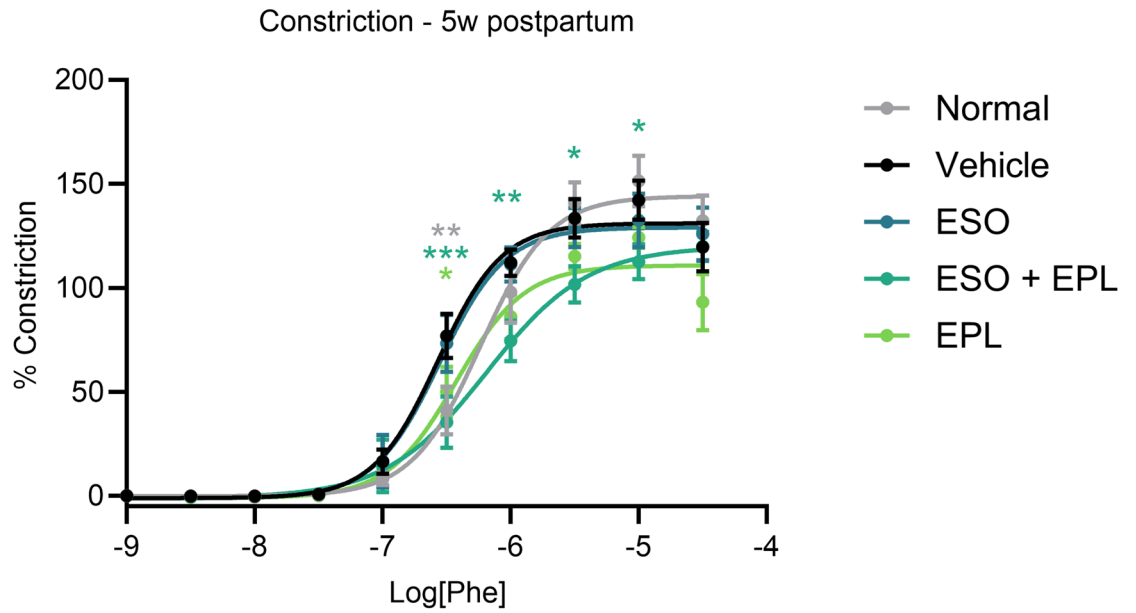 Constriction - 5w postpartum
% Constriction
200
150
100
50
0
**
***
*
**
*
*
-9
-8
-7
-6
-5
-4
Log[Phe]
Normal
Vehicle
ESO
ESO + EPL
EPL